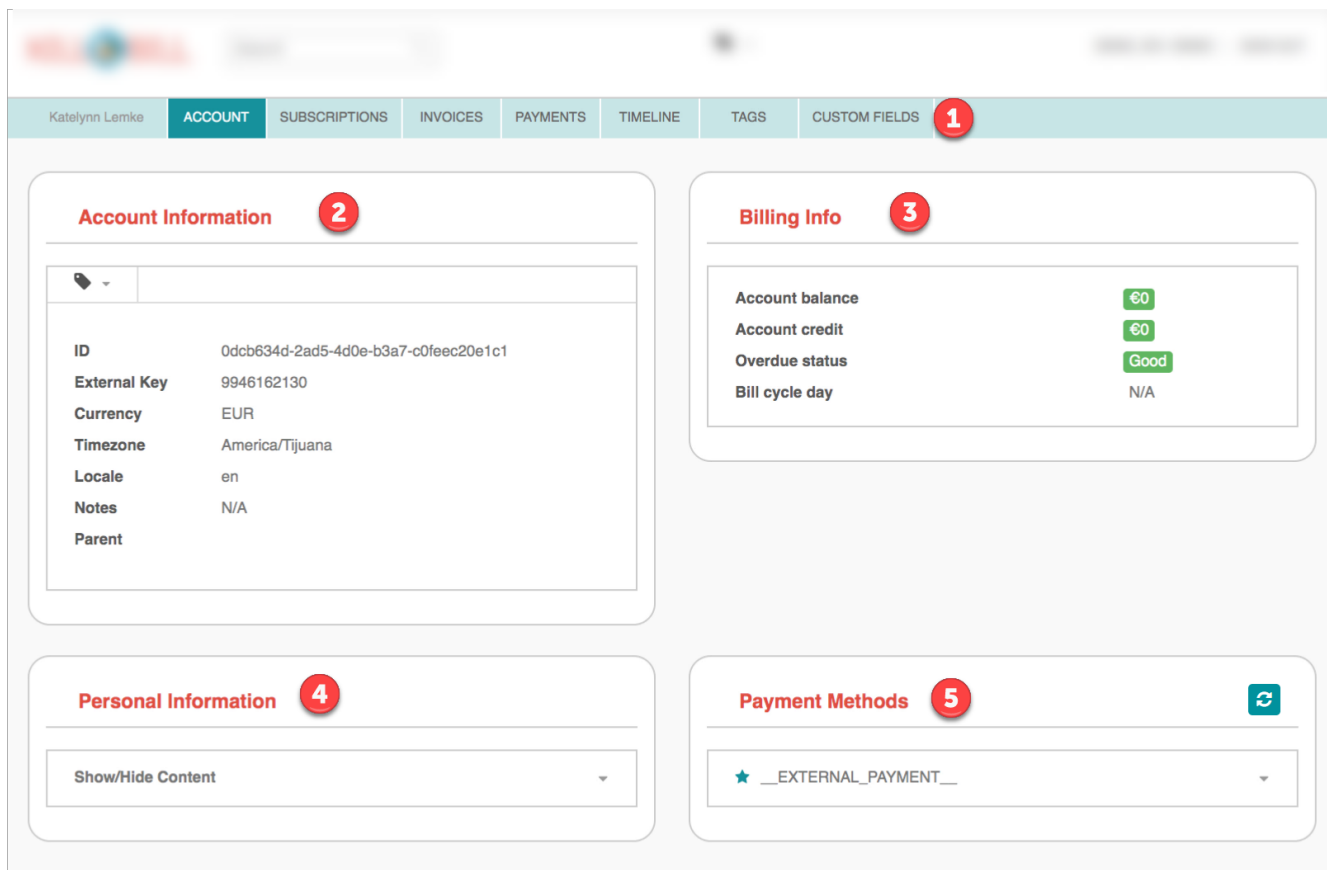 Katelynn Lemke ACCOUNT SUBSCRIPTIONS INVOICES PAYMENTS TIMELINE TAGS CUSTOM FIELDS 1
Account Information 2
ID 0dcb634d-2ad5-4d0e-b3a7-c0feec20e1c1
External Key 9946162130
Currency EUR
Timezone America/Tijuana
Locale en
Notes N/A
Parent
Billing Info 3
Account balance €0
Account credit €0
Overdue status Good
Bill cycle day N/A
Personal Information 4
Show/Hide Content
Payment Methods 5
__EXTERNAL_PAYMENT__